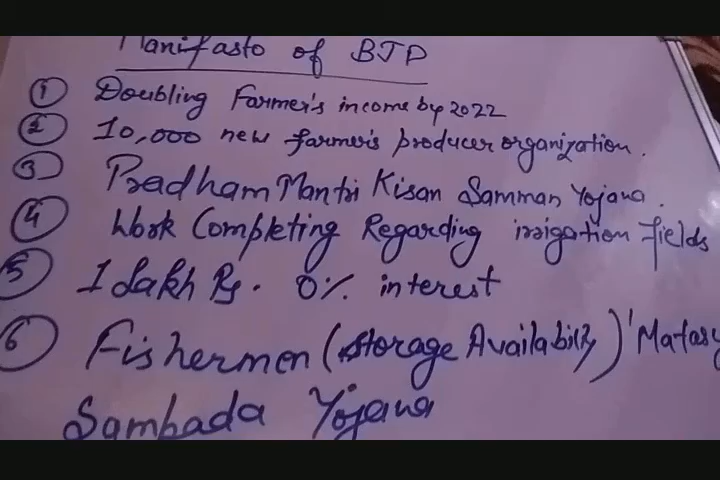 Manifasto of BJP
① Doubling Farmer's income by 2022
② 10,000 new farmer's producer organization.
③ Pradham Mantri Kisan Samman Yojana.
④ Work Completing Regarding irrigation fields
⑤ 1 Lakh Rs. 0% interest
⑥ Fishermen (storage Availability) 'Matasy
Sambada Yojana